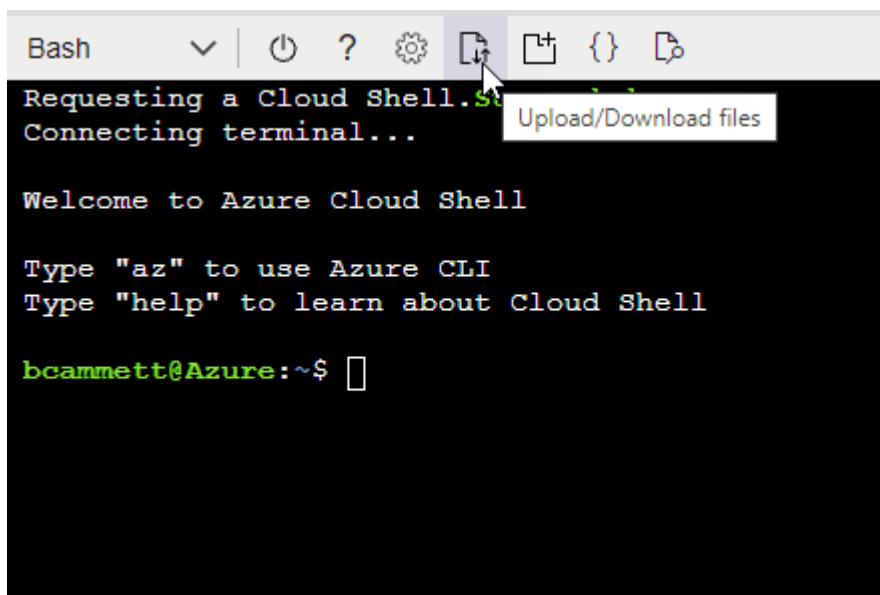 Bash ? {}
Requesting a Cloud Shell.
Upload/Download files
Connecting terminal...
Welcome to Azure Cloud Shell
Type "az" to use Azure CLI
Type "help" to learn about Cloud Shell
bcammett@Azure:~$